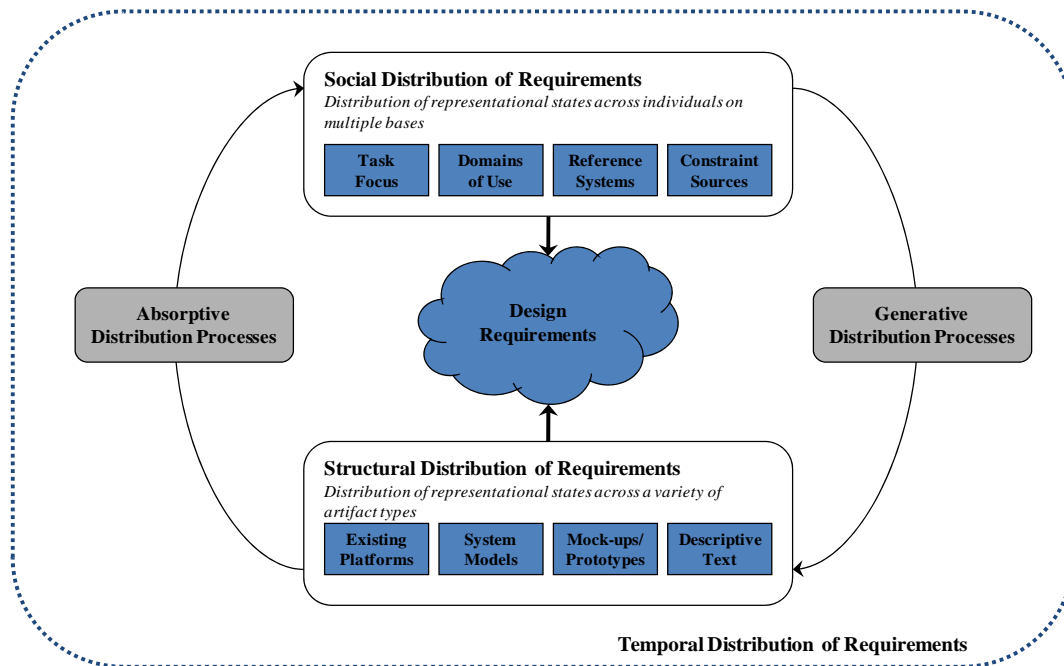 Social Distribution of Requirements
Distribution of representational states across individuals on
multiple bases
Task
Focus
Domains
of Use
Reference
Systems
Constraint
Sources
Absorptive
Distribution Processes
Design
Requirements
Generative
Distribution Processes
Structural Distribution of Requirements
Distribution of representational states across a variety of
artifact types
Existing
Platforms
System
Models
Mock-ups/
Prototypes
Descriptive
Text
Temporal Distribution of Requirements